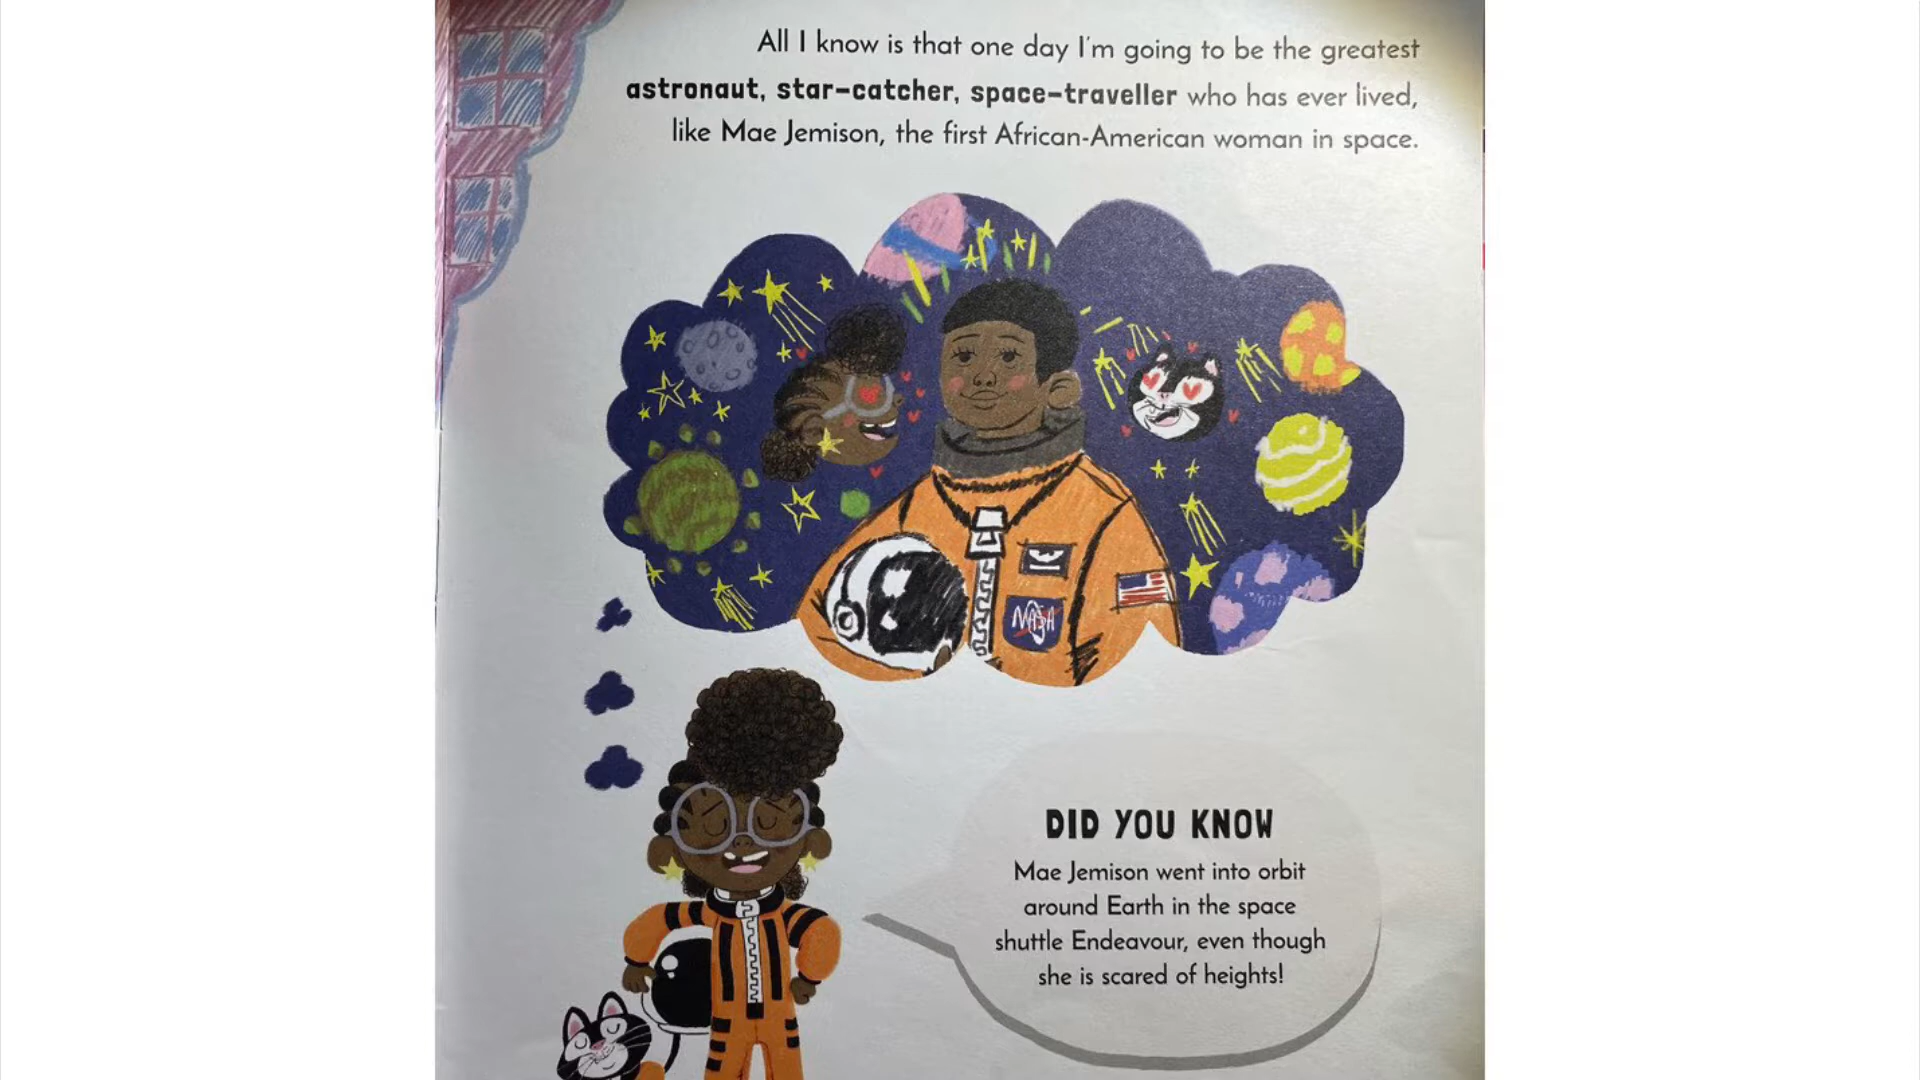 All I know is that one day I'm going to be the greatest
astronaut, star-catcher, space-traveller who has ever lived,
like Mae Jemison, the first African-American woman in space.
NASA
DID YOU KNOW
Mae Jemison went into orbit
around Earth in the space
shuttle Endeavour, even though
she is scared of heights!